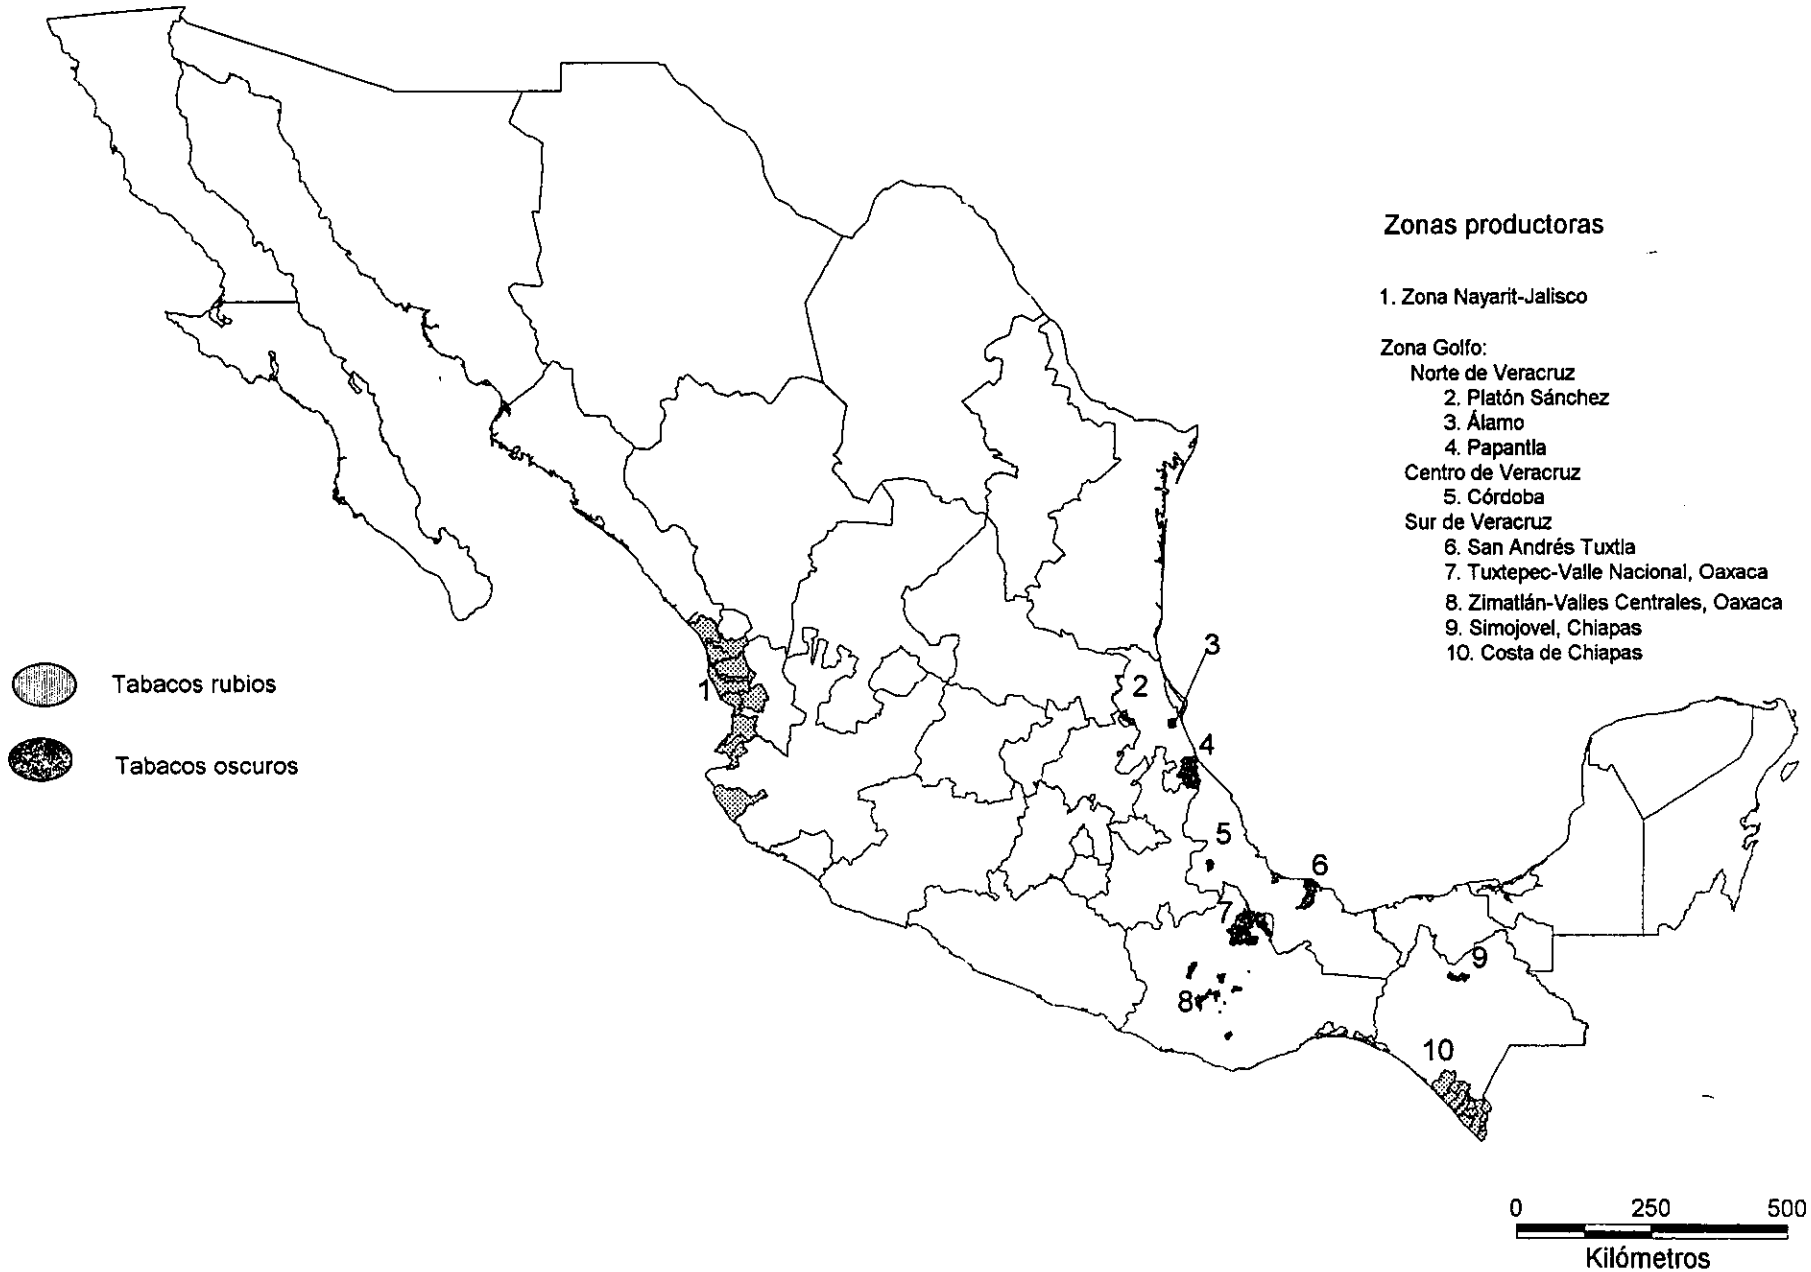 Zonas productoras
1. Zona Nayarit-Jalisco
Zona Golfo:
Norte de Veracruz
2. Platón Sánchez
3. Álamo
4. Papantla
Centro de Veracruz
5. Córdoba
Sur de Veracruz
6. San Andrés Tuxtla
7. Tuxtepec-Valle Nacional, Oaxaca
8. Zimatlán-Valles Centrales, Oaxaca
9. Simojovel, Chiapas
10. Costa de Chiapas
Tabacos rubios
Tabacos oscuros
1
2
3
4
5
6
7
8
9
10
0 250 500
Kilómetros